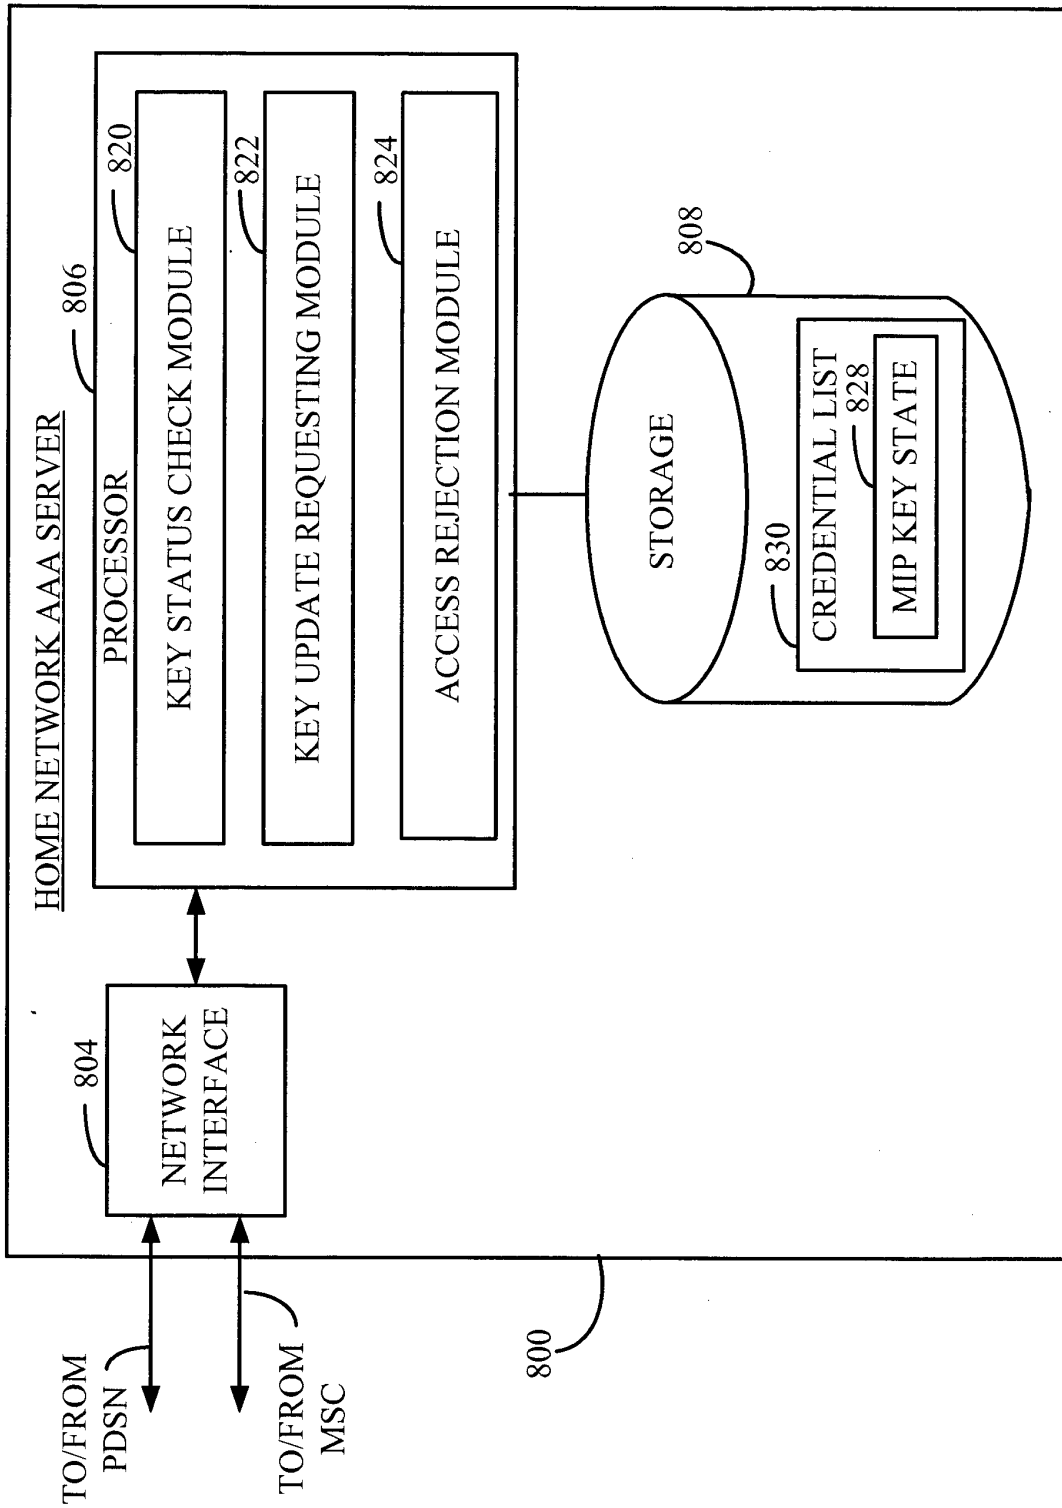 HOME NETWORK AAA SERVER
806
PROCESSOR
820
KEY STATUS CHECK MODULE
822
KEY UPDATE REQUESTING MODULE
824
ACCESS REJECTION MODULE
804
NETWORK
INTERFACE
TO/FROM
PDSN
TO/FROM
MSC
800
808
STORAGE
830
CREDENTIAL LIST
828
MIP KEY STATE